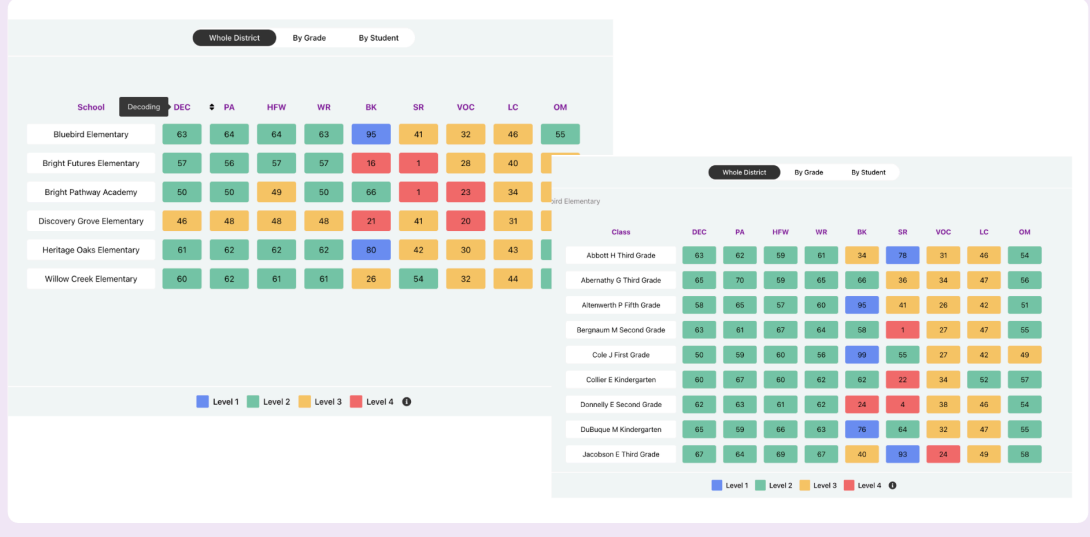 Whole District By Grade By Student
School Decoding DEC PA HFW WR BK SR VOC LC OM
Bluebird Elementary 63 64 64 63 95 41 32 46 55
Bright Futures Elementary 57 56 57 57 16 1 28 40
Bright Pathway Academy 50 50 49 50 66 1 23 34
Discovery Grove Elementary 46 48 48 48 21 41 20 31
Heritage Oaks Elementary 61 62 62 62 80 42 30 43
Willow Creek Elementary 60 62 61 61 26 54 32 44
Level 1 Level 2 Level 3 Level 4
Whole District By Grade By Student
Elementary
Class DEC PA HFW WR BK SR VOC LC OM
Abbott H Third Grade 63 62 59 61 34 78 31 46 54
Abernathy G Third Grade 65 70 59 65 66 36 34 47 56
Altenwerth P Fifth Grade 58 65 57 60 95 41 26 42 51
Bergnaum M Second Grade 63 61 67 64 58 1 27 47 55
Cole J First Grade 50 59 60 56 99 55 27 42 49
Collier E Kindergarten 60 67 60 62 62 22 34 52 57
Donnelly E Second Grade 62 63 61 62 24 4 38 46 54
DuBuque M Kindergarten 65 59 66 63 76 64 32 47 55
Jacobson E Third Grade 67 64 69 67 40 93 24 49 58
Level 1 Level 2 Level 3 Level 4